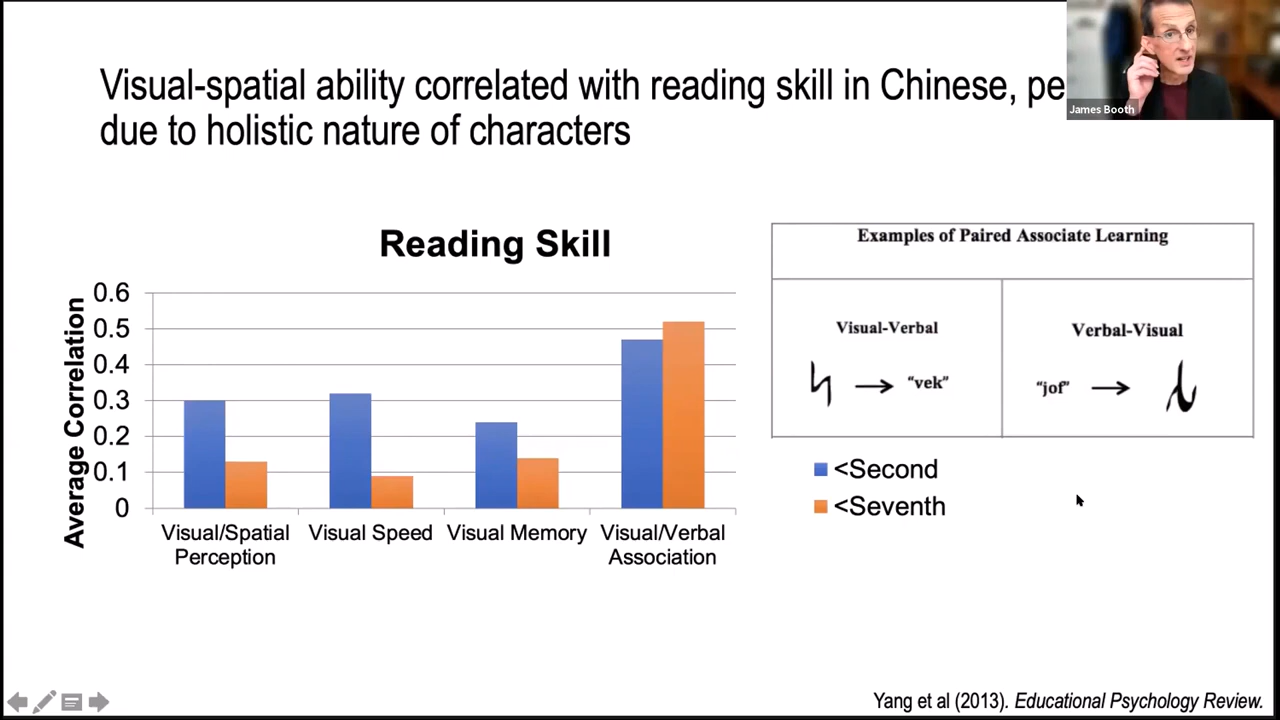 Visual-spatial ability correlated with reading skill in Chinese,
due to holistic nature of characters
James Booth
Reading Skill
Average Correlation
0.6
0.5
0.4
0.3
0.2
0.1
0
Visual/Spatial
Perception
Visual Speed
Visual Memory
Visual/Verbal
Association
Examples of Paired Associate Learning
Visual-Verbal
→ “vek”
Verbal-Visual
“jof” →
<Second
<Seventh
Yang et al (2013). Educational Psychology Review.